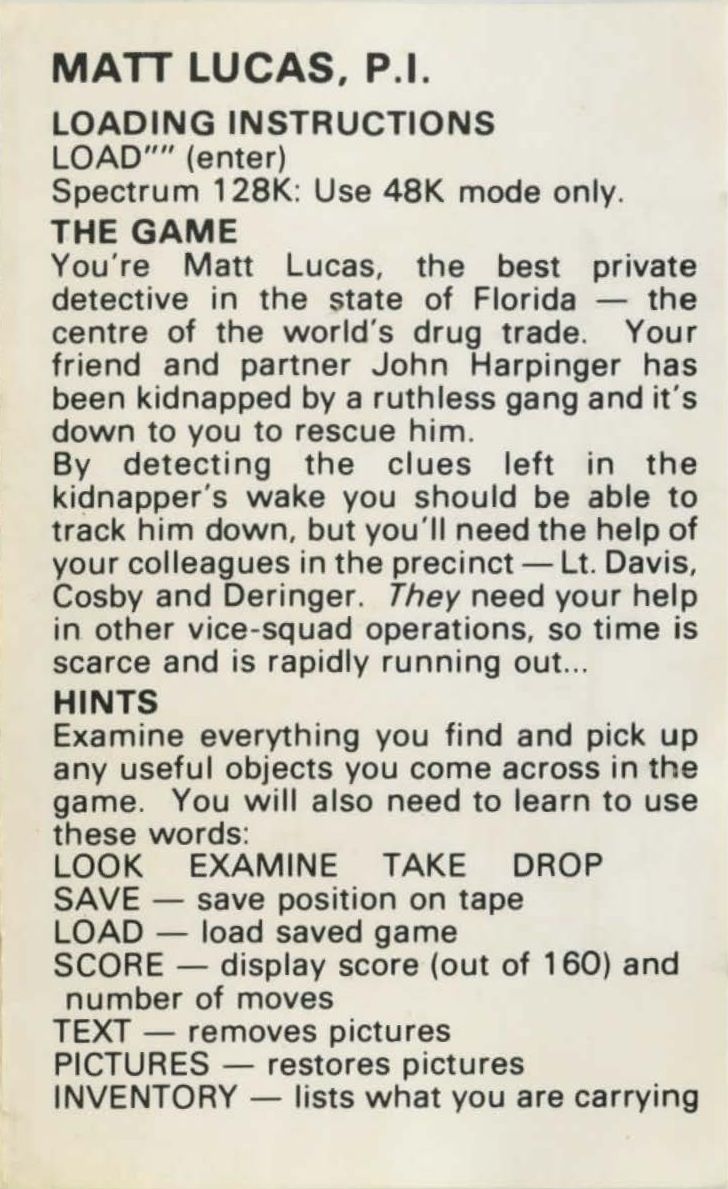 MATT LUCAS, P.I.
LOADING INSTRUCTIONS
LOAD"" (enter)
Spectrum 128K: Use 48K mode only.
THE GAME
You're Matt Lucas, the best private
detective in the state of Florida — the
centre of the world's drug trade. Your
friend and partner John Harpinger has
been kidnapped by a ruthless gang and it's
down to you to rescue him.
By detecting the clues left in the
kidnapper's wake you should be able to
track him down, but you'll need the help of
your colleagues in the precinct — Lt. Davis,
Cosby and Deringer. They need your help
in other vice-squad operations, so time is
scarce and is rapidly running out...
HINTS
Examine everything you find and pick up
any useful objects you come across in the
game. You will also need to learn to use
these words:
LOOK EXAMINE TAKE DROP
SAVE — save position on tape
LOAD — load saved game
SCORE — display score (out of 160) and
number of moves
TEXT — removes pictures
PICTURES — restores pictures
INVENTORY — lists what you are carrying